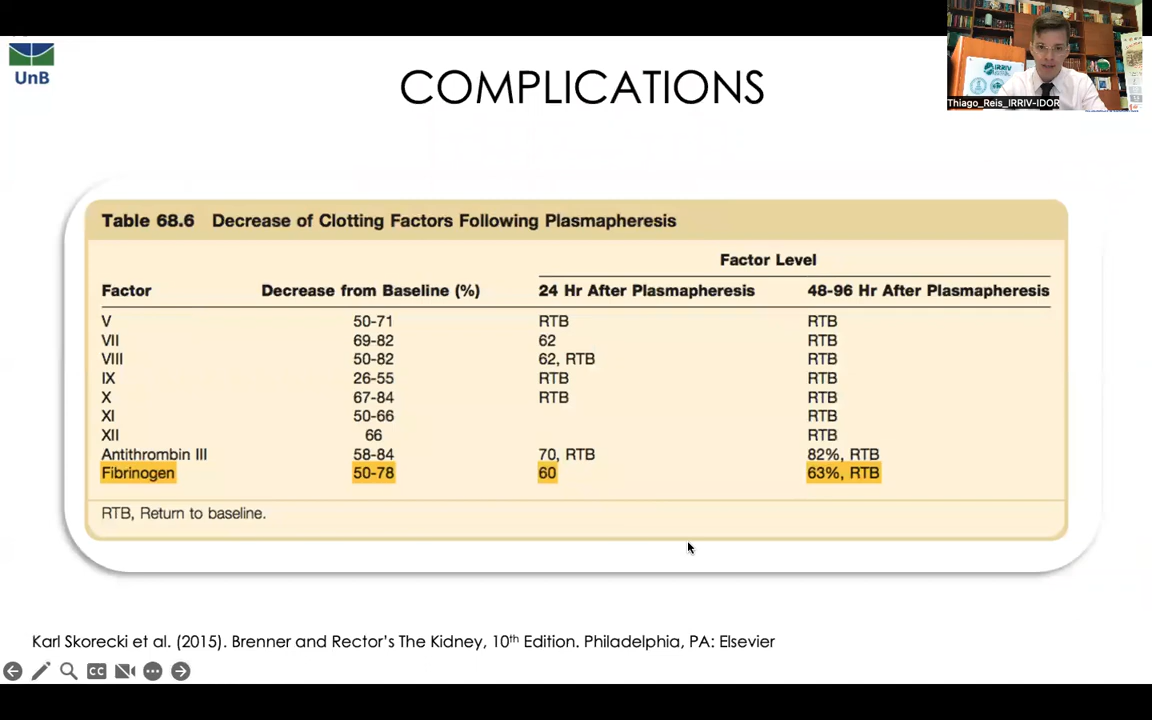 UnB
COMPLICATIONS
IRRIV
Thiago_Reis_IRRIV-IDOR
Table 68.6 Decrease of Clotting Factors Following Plasmapheresis
Factor Level
Factor Decrease from Baseline (%) 24 Hr After Plasmapheresis 48-96 Hr After Plasmapheresis
V 50-71 RTB RTB
VII 69-82 62 RTB
VIII 50-82 62, RTB RTB
IX 26-55 RTB RTB
X 67-84 RTB RTB
XI 50-66 RTB
XII 66 RTB
Antithrombin III 58-84 70, RTB 82%, RTB
Fibrinogen 50-78 60 63%, RTB
RTB, Return to baseline.
Karl Skorecki et al. (2015). Brenner and Rector’s The Kidney, 10th Edition. Philadelphia, PA: Elsevier
CC